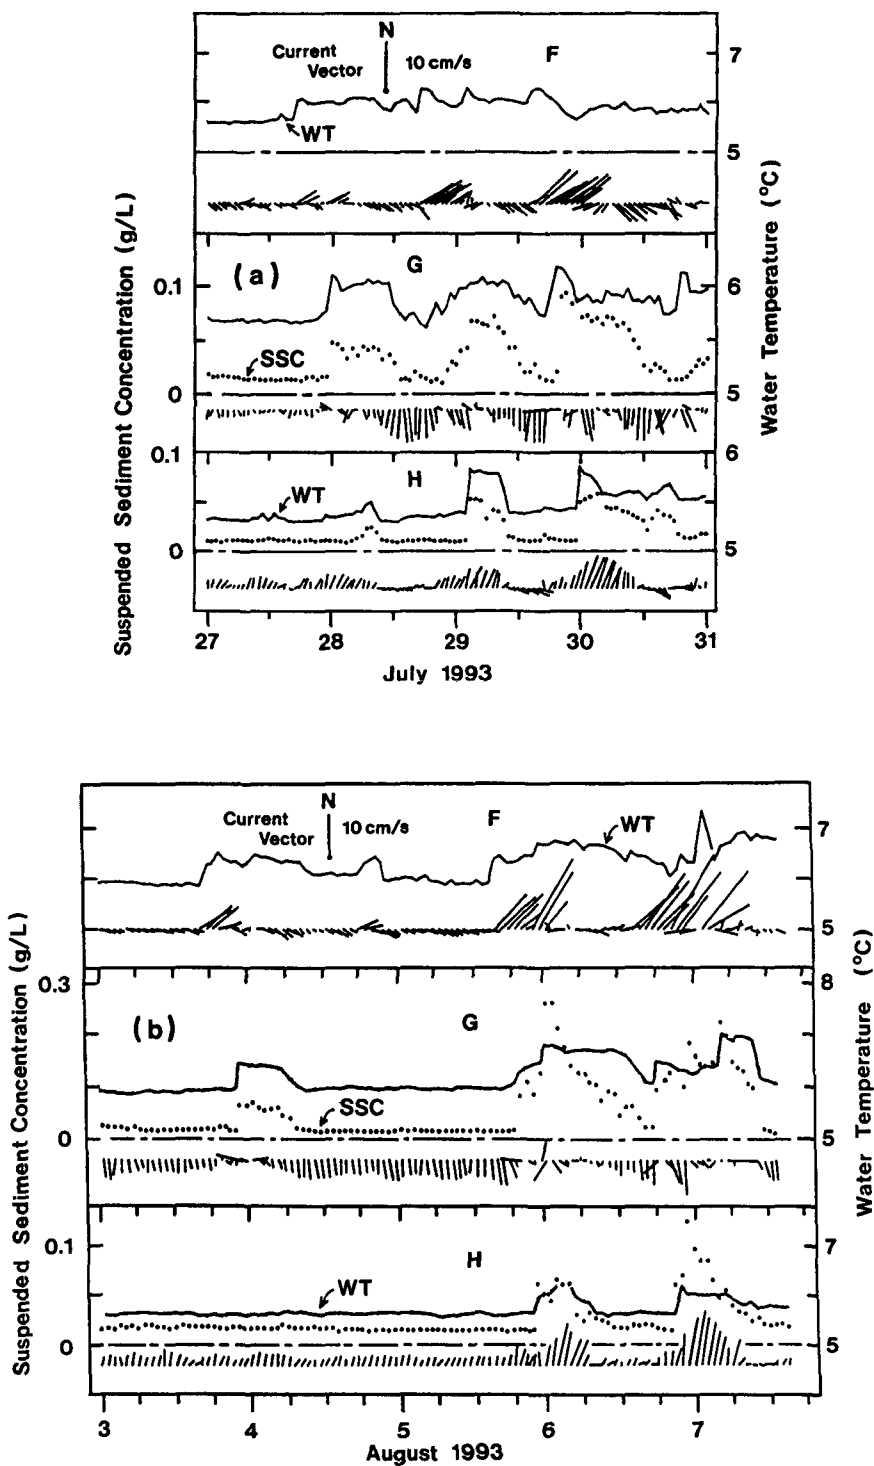 N
Current
Vector
10 cm/s
F
7
WT
5
(a)
G
0.1
6
SSC
0
5
0.1
6
H
WT
0
5
27 28 29 30 31
July 1993
Suspended Sediment Concentration (g/L)
Water Temperature (°C)
N
Current
Vector
10 cm/s
F
WT
7
5
0.3
8
(b)
G
SSC
0
5
0.1
H
7
WT
0
5
3 4 5 6 7
August 1993
Suspended Sediment Concentration (g/L)
Water Temperature (°C)